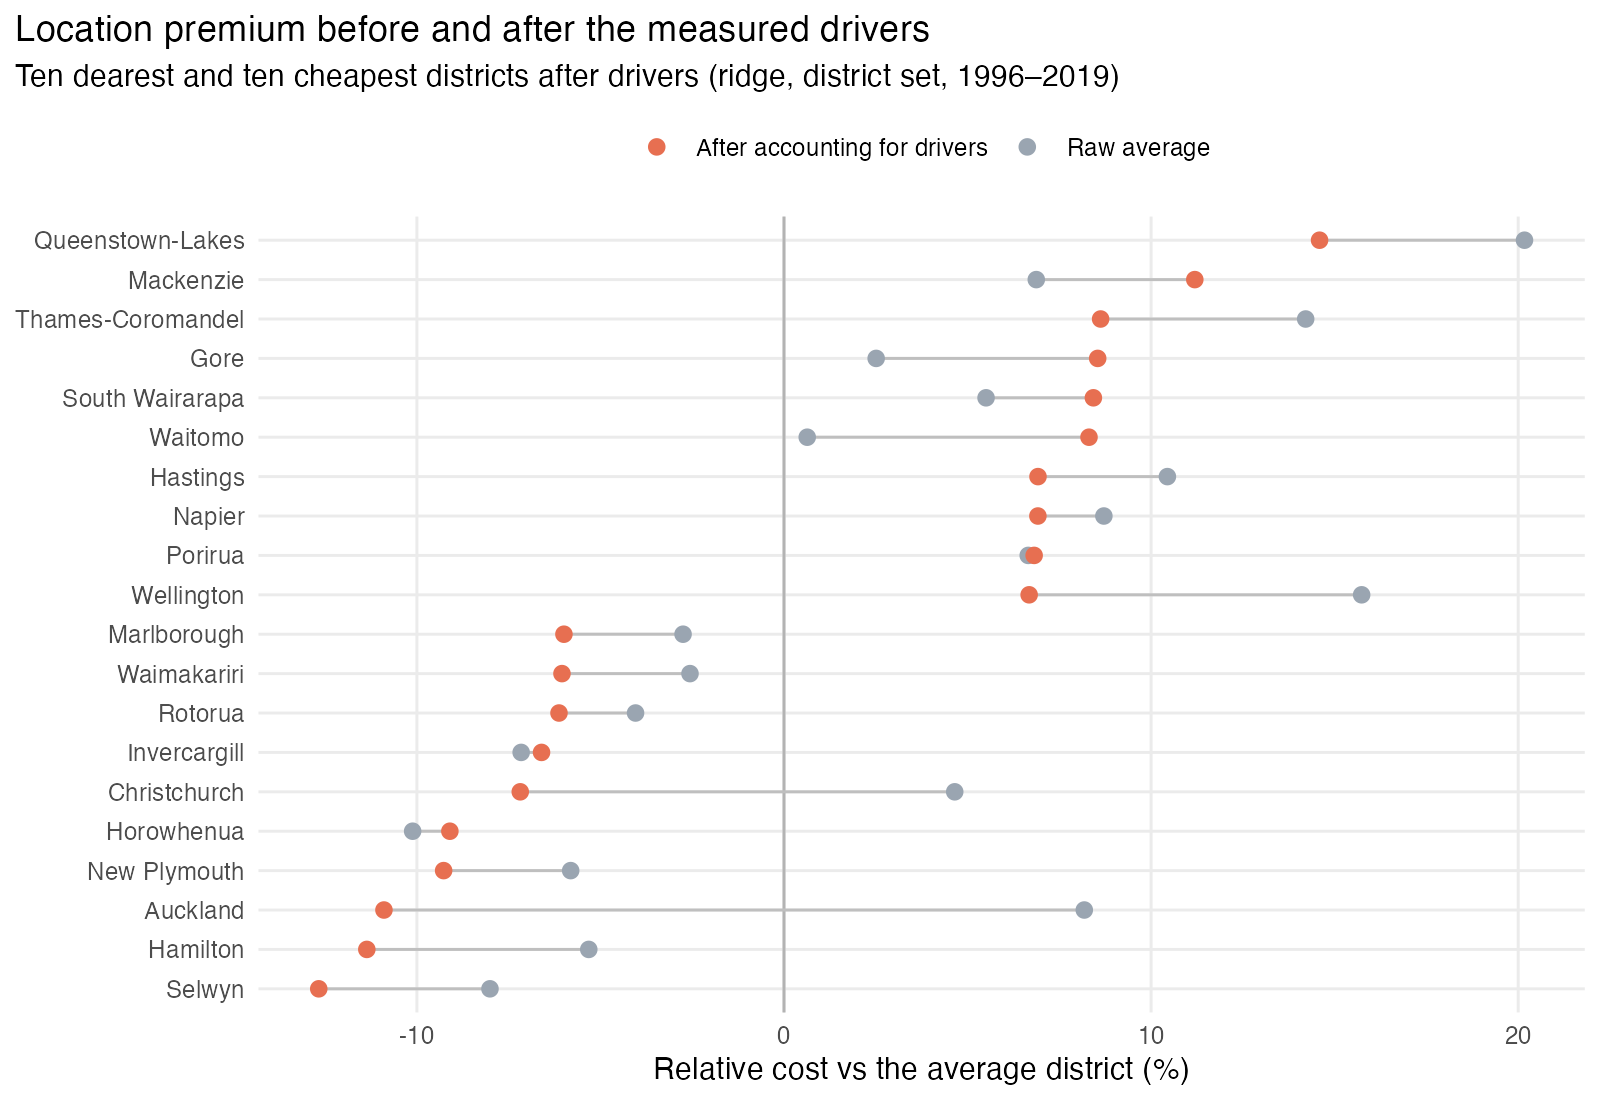 Location premium before and after the measured drivers
Ten dearest and ten cheapest districts after drivers (ridge, district set, 1996–2019)
After accounting for drivers
Raw average
Queenstown-Lakes
Mackenzie
Thames-Coromandel
Gore
South Wairarapa
Waitomo
Hastings
Napier
Porirua
Wellington
Marlborough
Waimakariri
Rotorua
Invercargill
Christchurch
Horowhenua
New Plymouth
Auckland
Hamilton
Selwyn
-10 0 10 20
Relative cost vs the average district (%)